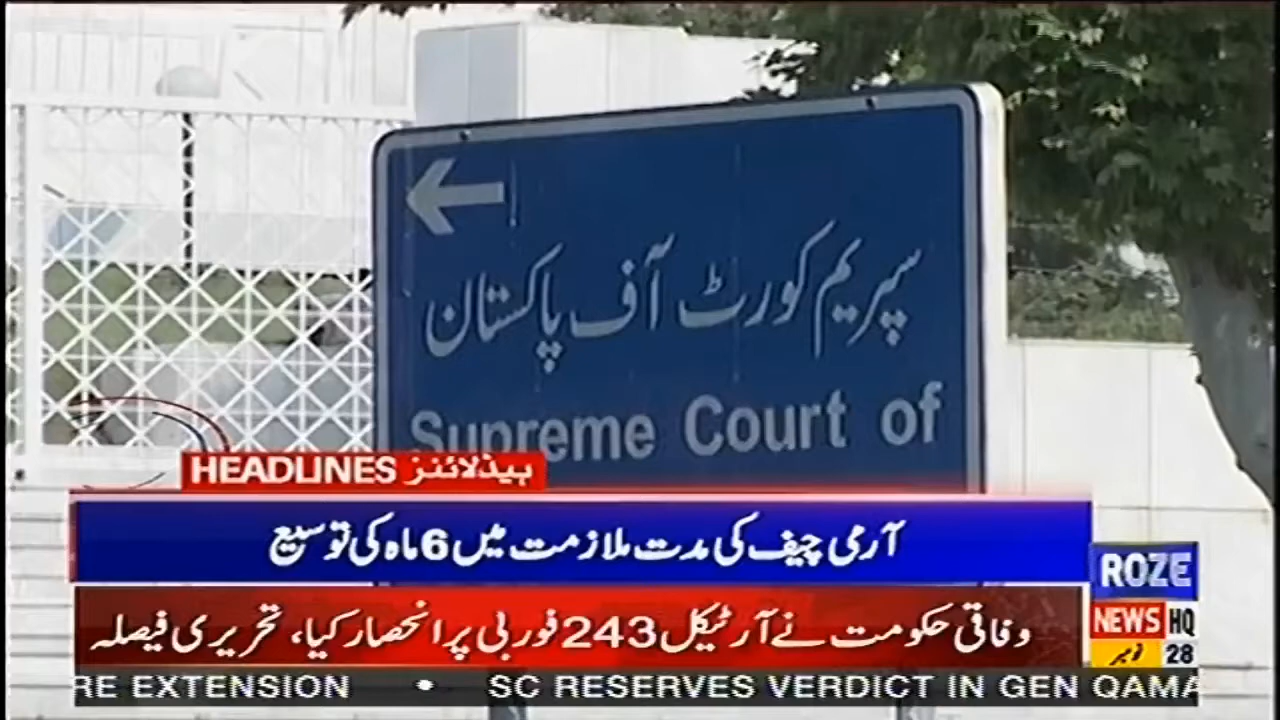 سپریم کورٹ آف پاکستان
Supreme Court of
HEADLINES ہیڈلائنز
آرمی چیف کی مدت ملازمت میں 6 ماہ کی توسیع
وفاقی حکومت نے آرٹیکل 243 فور بی پر انحصار کیا، تحریری فیصلہ
ROZE
NEWS HQ
28 نومبر
RE EXTENSION • SC RESERVES VERDICT IN GEN QAMA